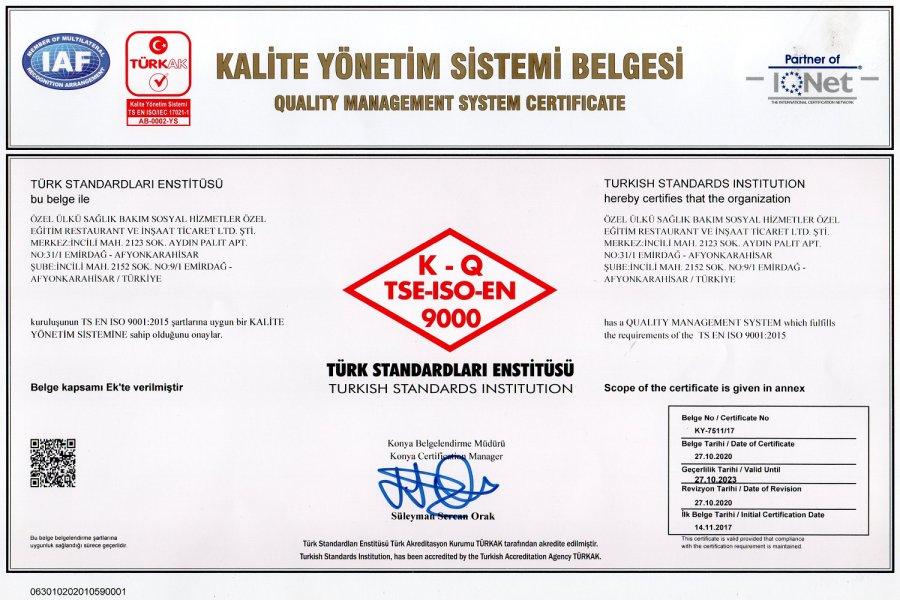 MEMBER OF MULTILATERAL
IAF
RECOGNITION ARRANGEMENT
TÜRKAK
Kalite Yönetim Sistemi
TS EN ISO/IEC 17021-1
AB-0002-YS
KALİTE YÖNETİM SİSTEMİ BELGESİ
QUALITY MANAGEMENT SYSTEM CERTIFICATE
Partner of
IQNet
THE INTERNATIONAL CERTIFICATION NETWORK
TÜRK STANDARDLARI ENSTİTÜSÜ
bu belge ile
ÖZEL ÜLKÜ SAĞLIK BAKIM SOSYAL HİZMETLER ÖZEL
EĞİTİM RESTAURANT VE İNŞAAT TİCARET LTD. ŞTİ.
MERKEZ:İNCİLİ MAH. 2123 SOK. AYDIN PALIT APT.
NO:31/1 EMİRDAĞ -
AFYONKARAHİSAR
ŞUBE:İNCİLİ MAH. 2152 SOK. NO:9/1 EMİRDAĞ -
AFYONKARAHİSAR / TÜRKİYE
kuruluşunun TS EN ISO 9001:2015 şartlarına uygun bir KALİTE
YÖNETİM SİSTEMİNE sahip olduğunu onaylar.
Belge kapsamı Ek'te verilmiştir
Bu belge belgelendirme şartlarına
uygunluk sağlandığı sürece geçerlidir.
K - Q
TSE-ISO-EN
9000
TÜRK STANDARDLARI ENSTİTÜSÜ
TURKISH STANDARDS INSTITUTION
Konya Belgelendirme Müdürü
Konya Certification Manager
Süleyman Sercan Orak
Türk Standardları Enstitüsü Türk Akreditasyon Kurumu TÜRKAK tarafından akredite edilmiştir.
Turkish Standards Institution, has been accredited by the Turkish Accreditation Agency TÜRKAK.
TURKISH STANDARDS INSTITUTION
hereby certifies that the organization
ÖZEL ÜLKÜ SAĞLIK BAKIM SOSYAL HİZMETLER ÖZEL
EĞİTİM RESTAURANT VE İNŞAAT TİCARET LTD. ŞTİ.
MERKEZ:İNCİLİ MAH. 2123 SOK. AYDIN PALIT APT.
NO:31/1 EMİRDAĞ - AFYONKARAHİSAR
ŞUBE:İNCİLİ MAH. 2152 SOK. NO:9/1 EMİRDAĞ -
AFYONKARAHİSAR / TÜRKİYE
has a QUALITY MANAGEMENT SYSTEM which fulfills
the requirements of the TS EN ISO 9001:2015
Scope of the certificate is given in annex
Belge No / Certificate No
KY-7511/17
Belge Tarihi / Date of Certificate
27.10.2020
Geçerlilik Tarihi / Valid Until
27.10.2023
Revizyon Tarihi / Date of Revision
27.10.2020
İlk Belge Tarihi / Initial Certification Date
14.11.2017
This certificate is valid provided that compliance
with the certification requirement is maintained.
063010202010590001